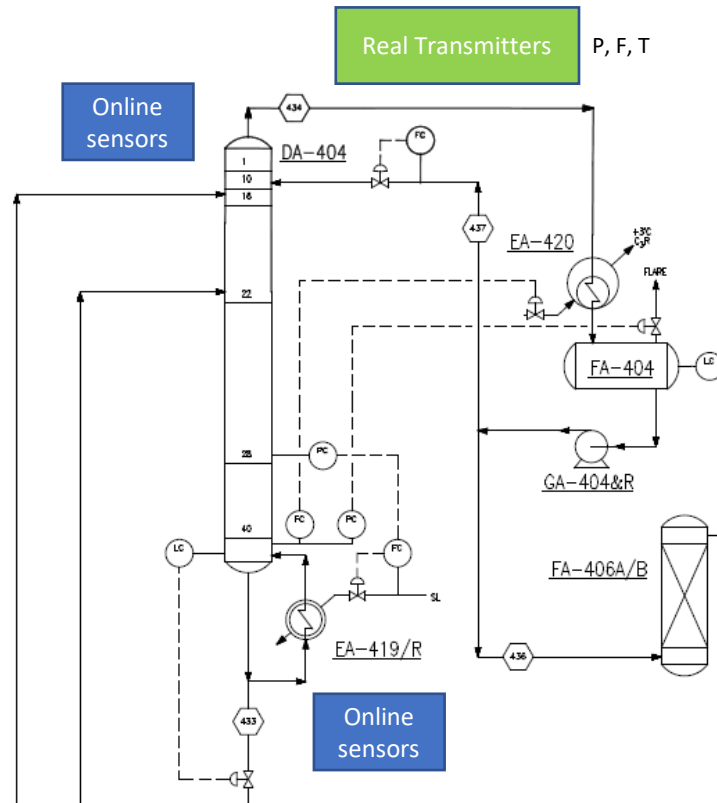 Real Transmitters
P, F, T
Online
sensors
434
DA-404
FC
1
10
16
437
EA-420
+3°C
C₃R
FLARE
22
FA-404
LC
28
PC
GA-404&R
40
FC
PC
LC
FC
FA-406A/B
SL
EA-419/R
436
433
Online
sensors